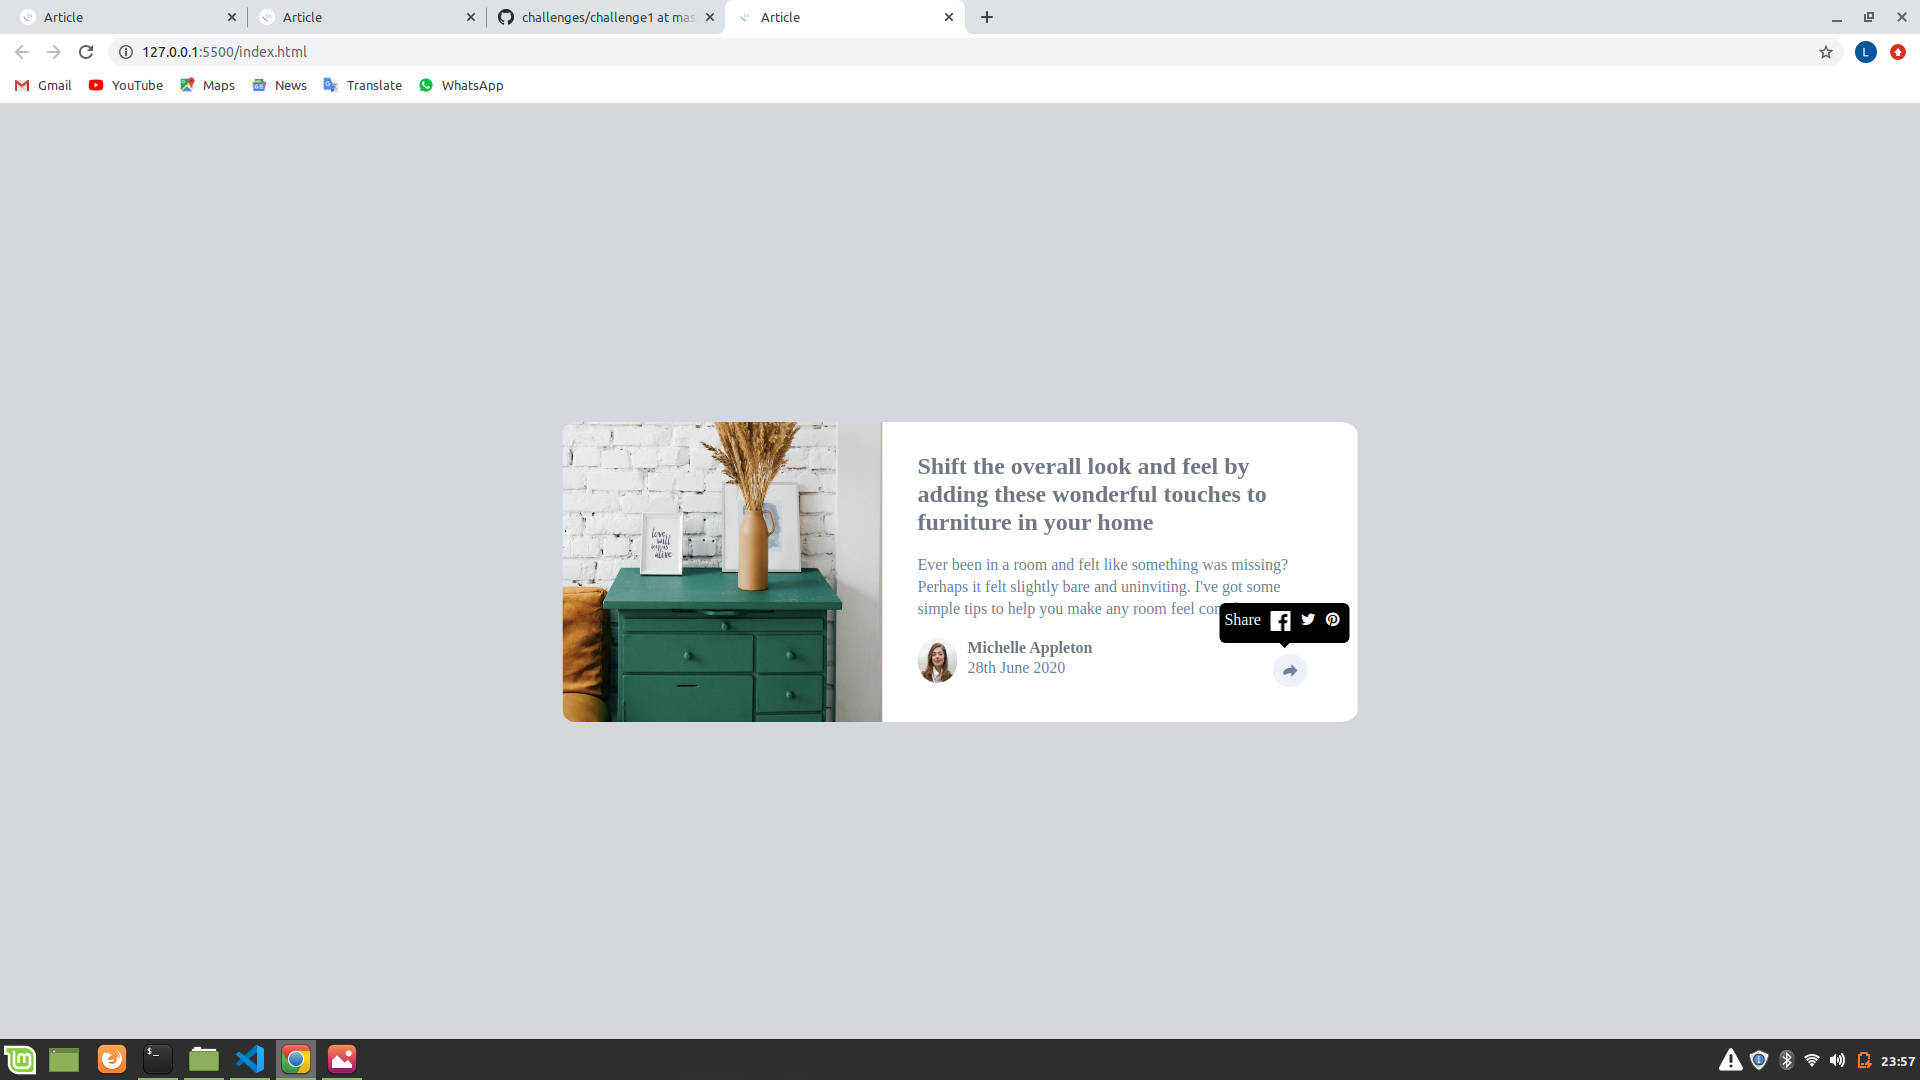 Article
Article
challenges/challenge1 at mas
Article
127.0.0.1:5500/index.html
L
Gmail
YouTube
Maps
News
Translate
WhatsApp
love
will
keep us
alive
Shift the overall look and feel by
adding these wonderful touches to
furniture in your home
Ever been in a room and felt like something was missing?
Perhaps it felt slightly bare and uninviting. I've got some
simple tips to help you make any room feel com
Share
Michelle Appleton
28th June 2020
23:57